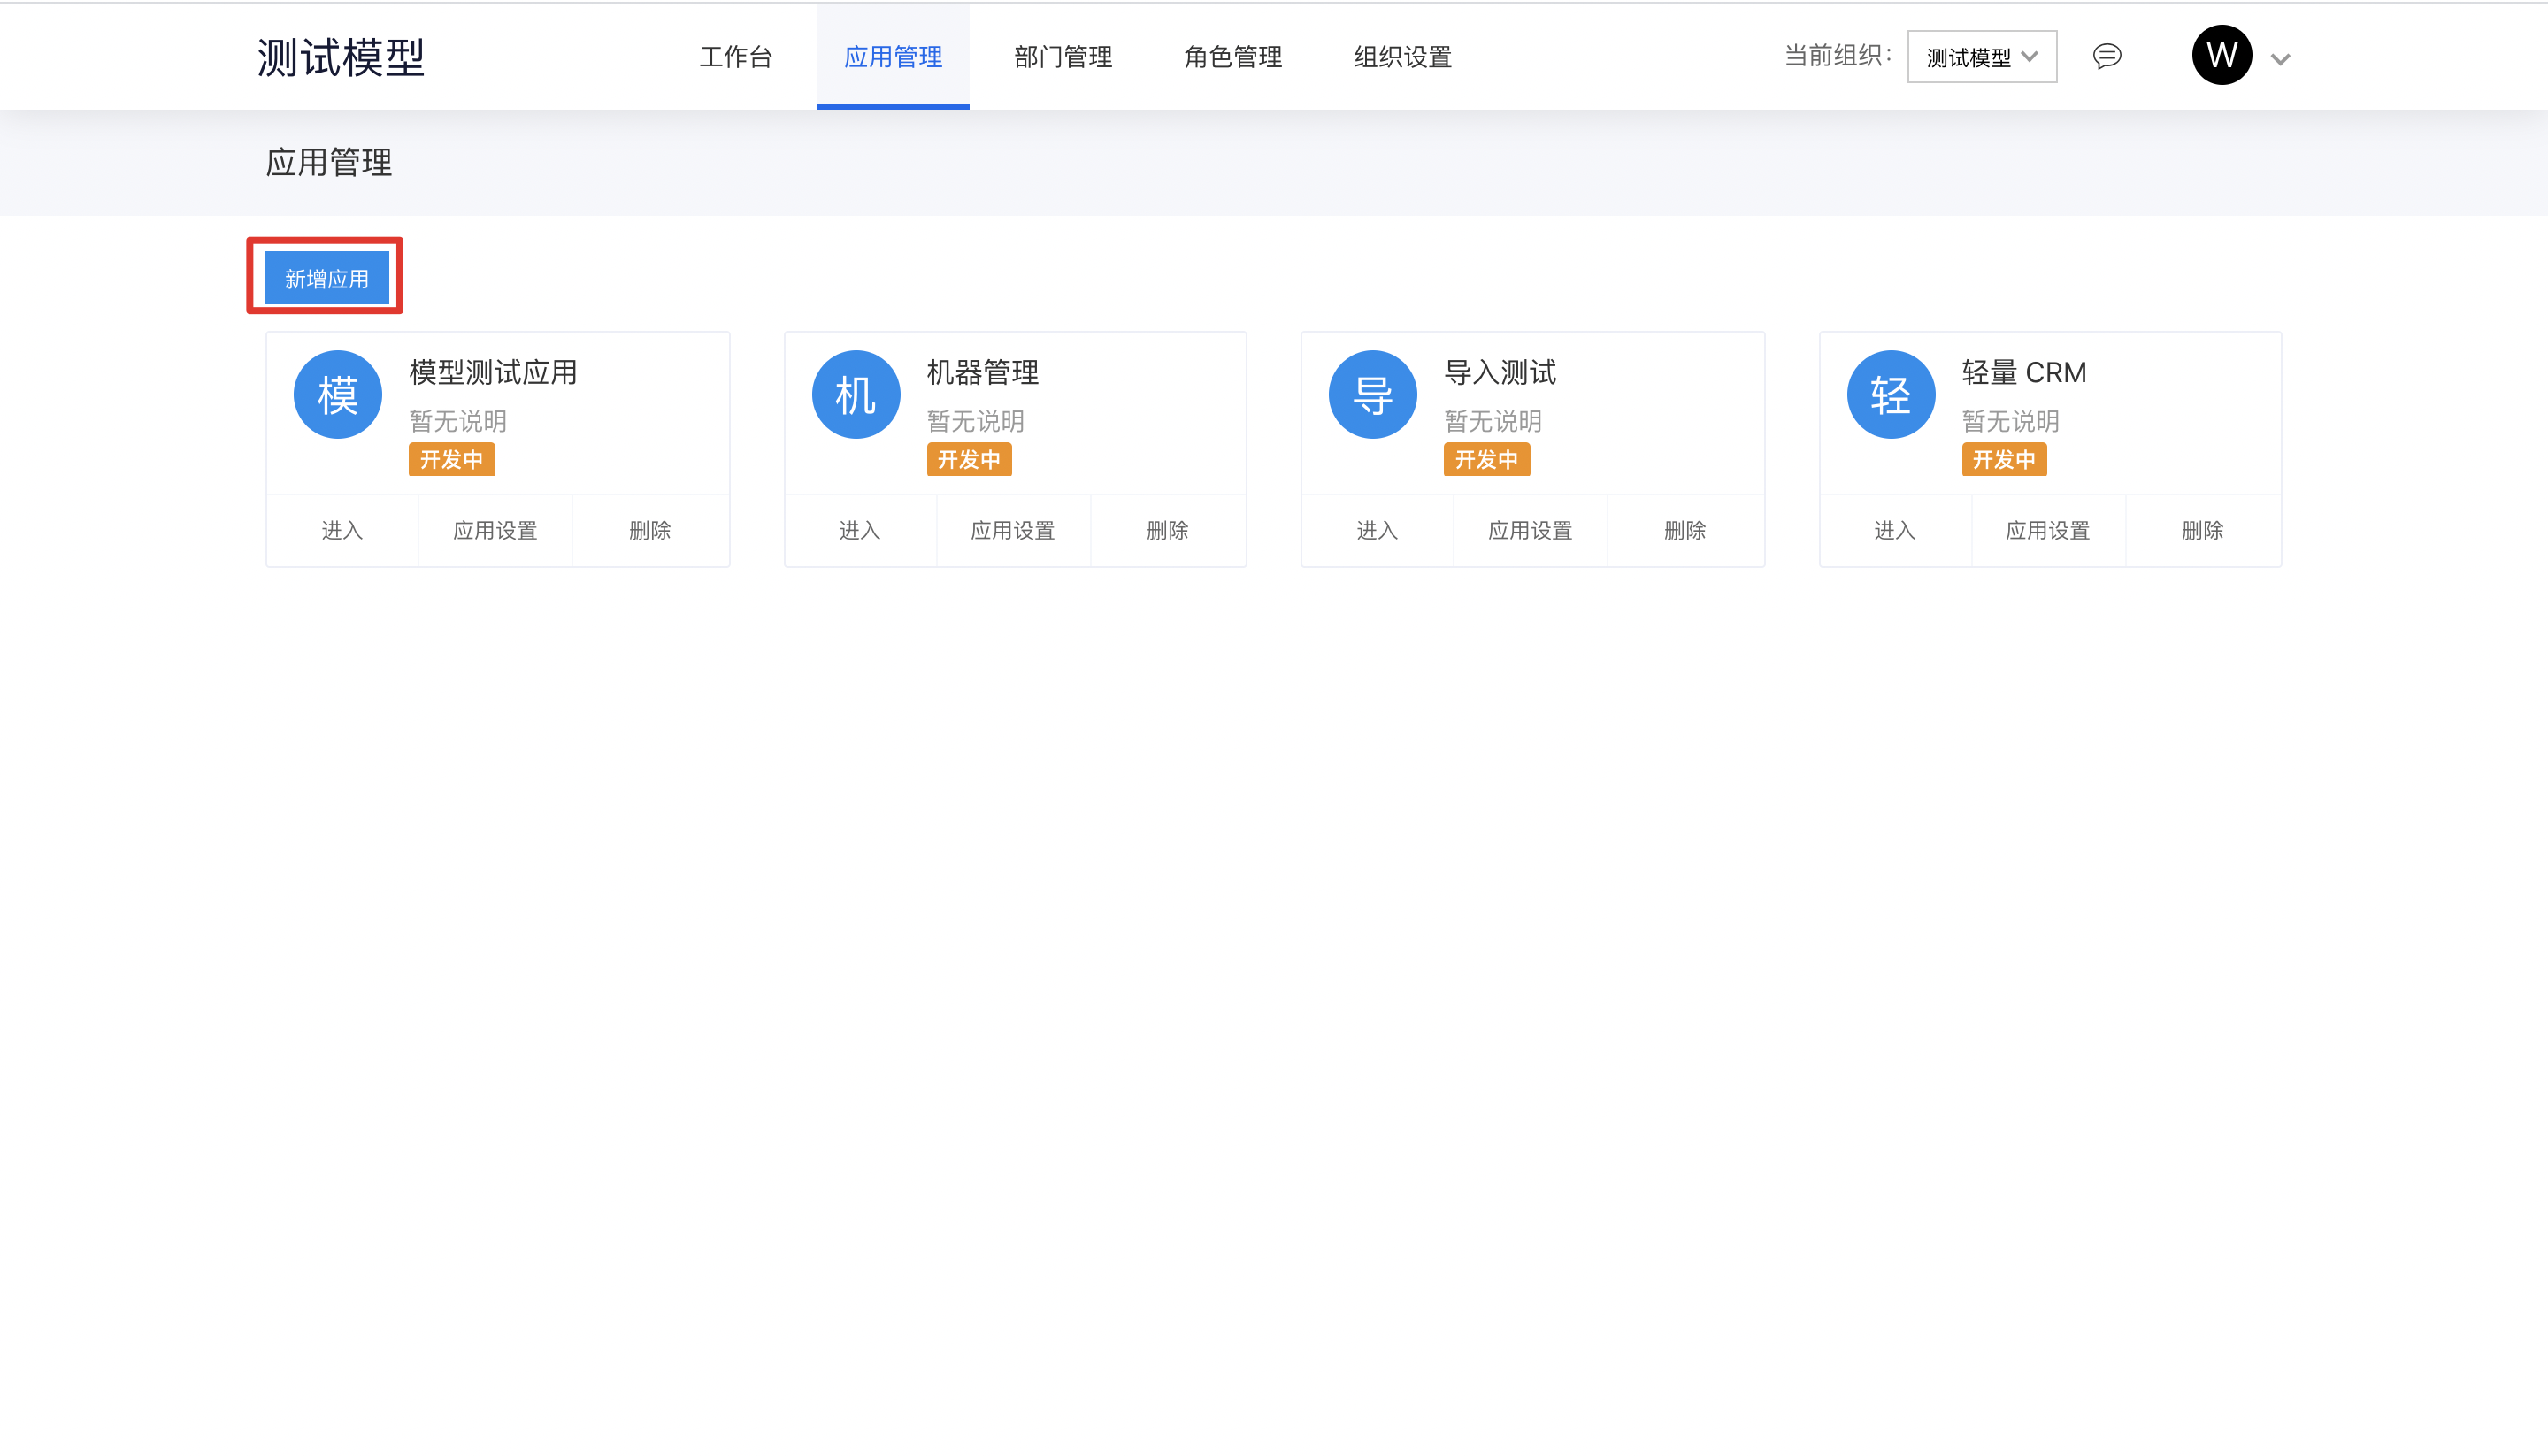 测试模型 工作台 应用管理 部门管理 角色管理 组织设置 当前组织: 测试模型 W
应用管理
新增应用
模 模型测试应用
暂无说明
开发中
进入 应用设置 删除
机 机器管理
暂无说明
开发中
进入 应用设置 删除
导 导入测试
暂无说明
开发中
进入 应用设置 删除
轻 轻量 CRM
暂无说明
开发中
进入 应用设置 删除